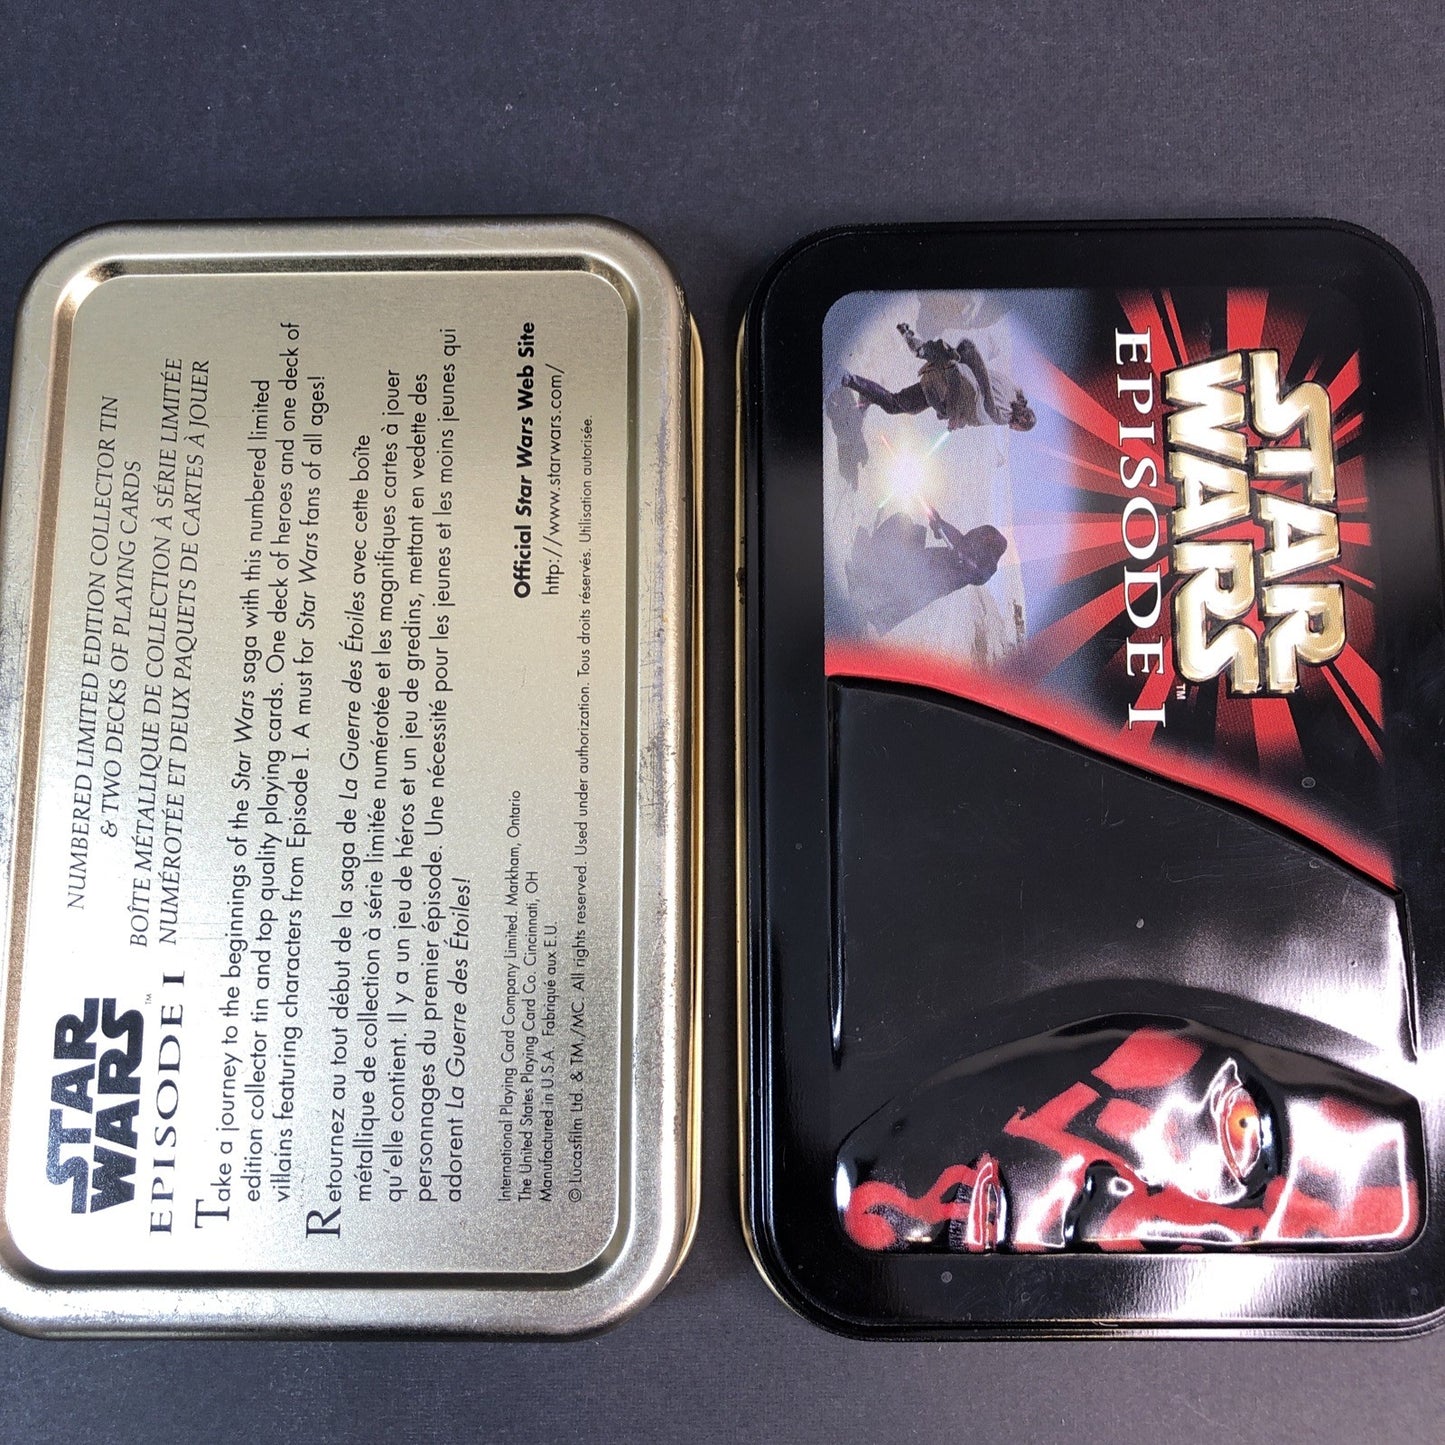 STAR
WARS™
EPISODE I
NUMBERED LIMITED EDITION COLLECTOR TIN
& TWO DECKS OF PLAYING CARDS
BOÎTE MÉTALLIQUE DE COLLECTION À SÉRIE LIMITÉE
NUMÉROTÉE ET DEUX PAQUETS DE CARTES À JOUER
Take a journey to the beginnings of the Star Wars saga with this numbered limited
edition collector tin and top quality playing cards. One deck of heroes and one deck of
villains featuring characters from Episode I. A must for Star Wars fans of all ages!
Retournez au tout début de la saga de La Guerre des Étoiles avec cette boîte
métallique de collection à série limitée numérotée et les magnifiques cartes à jouer
qu'elle contient. Il y a un jeu de héros et un jeu de gredins, mettant en vedette des
personnages du premier épisode. Une nécessité pour les jeunes et les moins jeunes qui
adorent La Guerre des Étoiles!
International Playing Card Company Limited. Markham, Ontario
The United States Playing Card Co. Cincinnati, OH
Manufactured in U.S.A. Fabriqué aux E.U.
Official Star Wars Web Site
http://www.starwars.com/
© Lucasfilm Ltd. & TM./MC. All rights reserved. Used under authorization. Tous droits réservés. Utilisation autorisée.
STAR
WARS™
EPISODE I